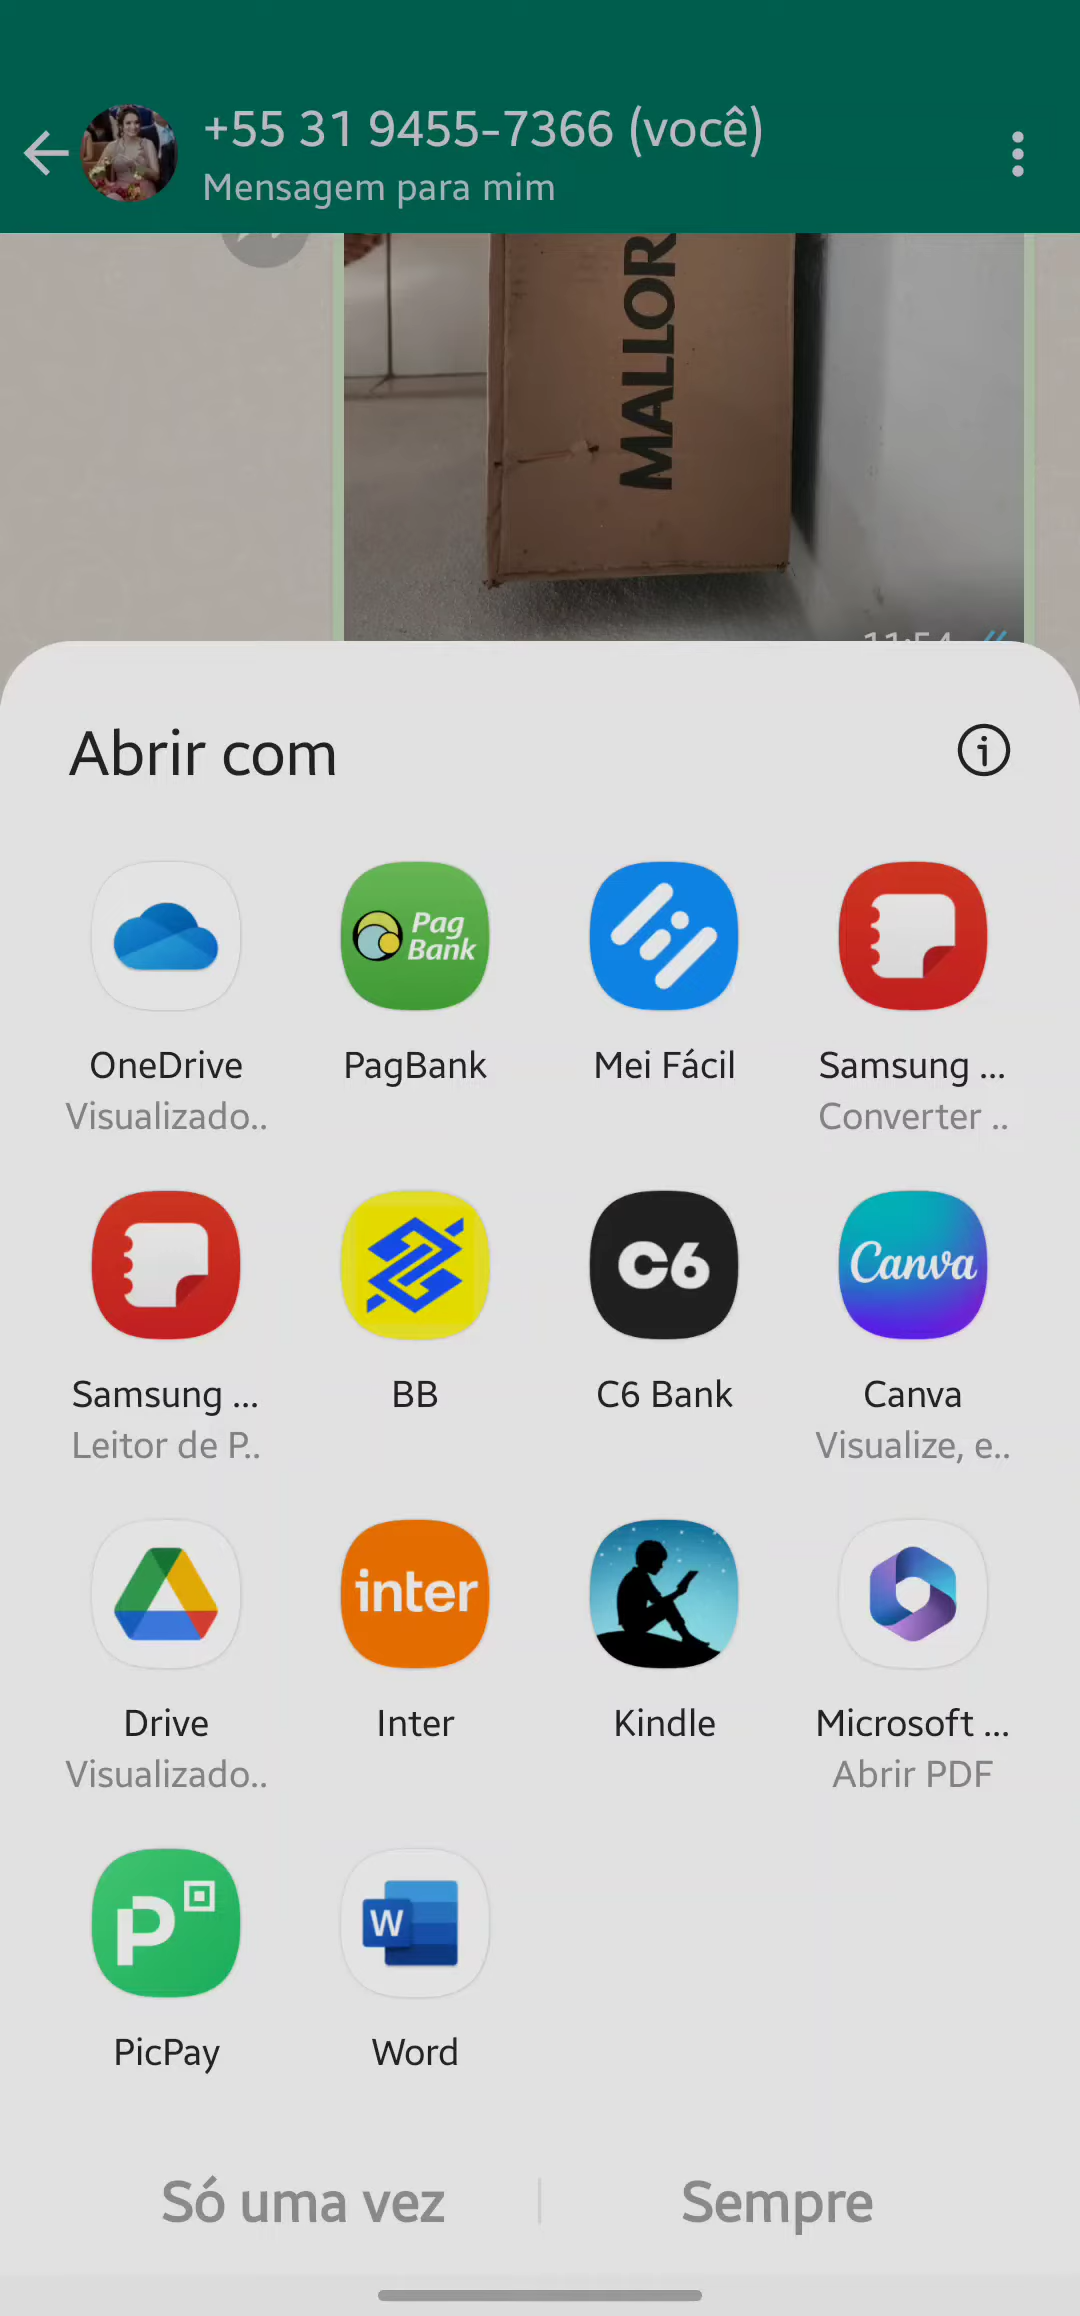 +55 31 9455-7366 (você)
Mensagem para mim
MALLOR
11:54
Abrir com
Pag
Bank
OneDrive
PagBank
Mei Fácil
Samsung ...
Visualizado..
Converter ..
C6
Canva
Samsung ...
BB
C6 Bank
Canva
Leitor de P..
Visualize, e..
inter
Drive
Inter
Kindle
Microsoft ...
Visualizado..
Abrir PDF
P
W
PicPay
Word
Só uma vez
Sempre